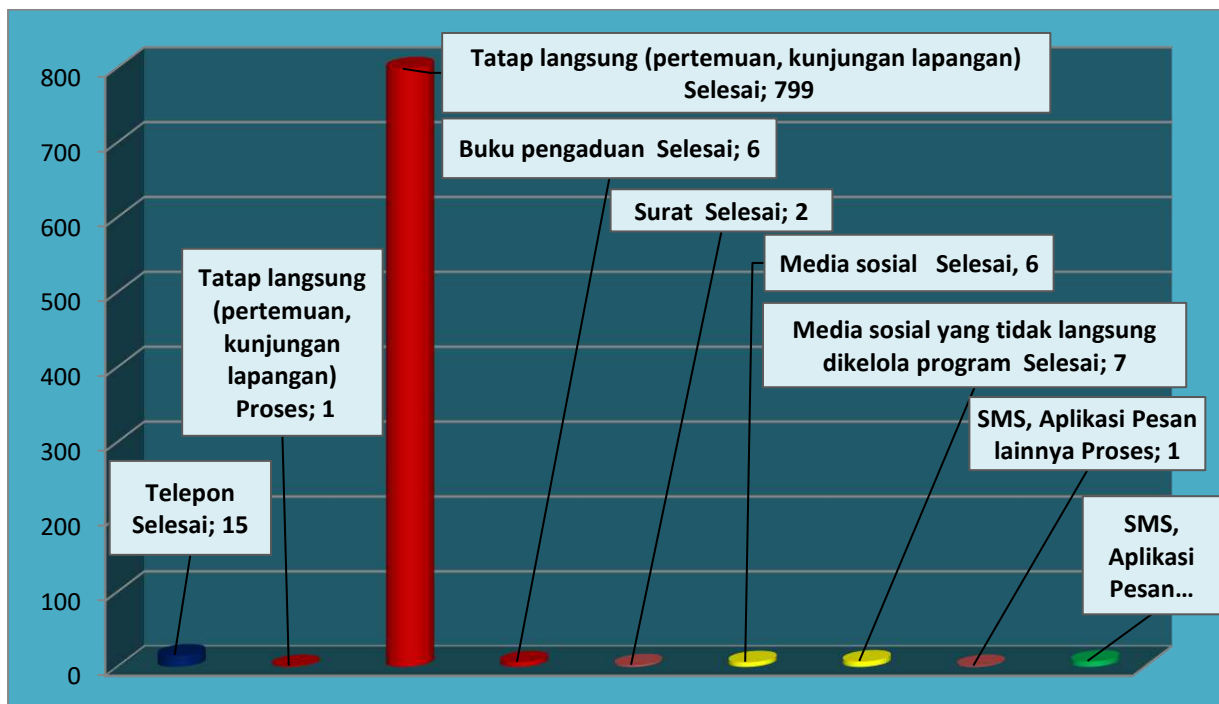 800
700
600
500
400
300
200
100
0
Tatap langsung (pertemuan, kunjungan lapangan)
Selesai; 799
Buku pengaduan Selesai; 6
Surat Selesai; 2
Tatap langsung
(pertemuan,
kunjungan
lapangan)
Proses; 1
Media sosial Selesai, 6
Media sosial yang tidak langsung
dikelola program Selesai; 7
SMS, Aplikasi Pesan
lainnya Proses; 1
Telepon
Selesai; 15
SMS,
Aplikasi
Pesan…